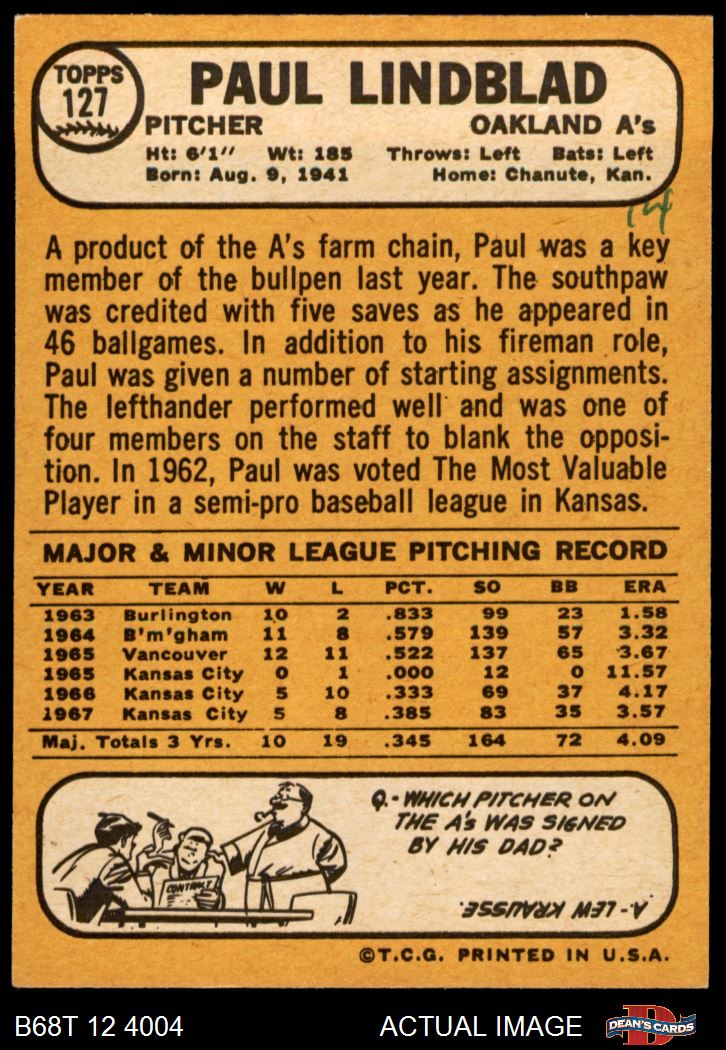 TOPPS
127
PAUL LINDBLAD
PITCHER OAKLAND A's
Ht: 6'1" Wt: 185 Throws: Left Bats: Left
Born: Aug. 9, 1941 Home: Chanute, Kan.
A product of the A's farm chain, Paul was a key
member of the bullpen last year. The southpaw
was credited with five saves as he appeared in
46 ballgames. In addition to his fireman role,
Paul was given a number of starting assignments.
The lefthander performed well and was one of
four members on the staff to blank the opposi-
tion. In 1962, Paul was voted The Most Valuable
Player in a semi-pro baseball league in Kansas.
MAJOR & MINOR LEAGUE PITCHING RECORD
YEAR TEAM W L PCT. SO BB ERA
1963 Burlington 10 2 .833 99 23 1.58
1964 B'm'gham 11 8 .579 139 57 3.32
1965 Vancouver 12 11 .522 137 65 3.67
1965 Kansas City 0 1 .000 12 0 11.57
1966 Kansas City 5 10 .333 69 37 4.17
1967 Kansas City 5 8 .385 83 35 3.57
Maj. Totals 3 Yrs. 10 19 .345 164 72 4.09
CONTRACT
Q.- WHICH PITCHER ON
THE A's WAS SIGNED
BY HIS DAD?
A- LEW KRAUSSE.
©T.C.G. PRINTED IN U.S.A.
B68T 12 4004 ACTUAL IMAGE DEAN'S CARDS